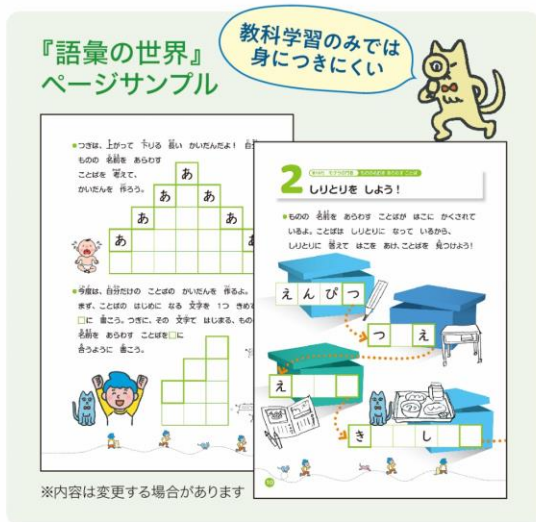 『語彙の世界』
ページサンプル
教科学習のみでは
身につきにくい
つぎは、上がって 下りる 長い かいだんだよ！
ものの 名前を あらわす
ことばを 考えて、
かいだんを 作ろう。
あ
あ あ
あ あ
あ あ
今度は、自分だけの ことばの かいだんを 作るよ。
まず、ことばの はじめに なる 文字を 1つ きめて
□に 書こう。つぎに、その 文字で はじまる、もの
名前を あらわす ことばを□に
合うように 書こう。
2
しりとりを しよう！
ものの 名前を あらわす ことばが はこに かくされて
いるよ。ことばは しりとりに なって いるから、
しりとりに 答えて はこを あけ、ことばを 見つけよう！
えんぴつ
つ え
え
き し
※内容は変更する場合があります